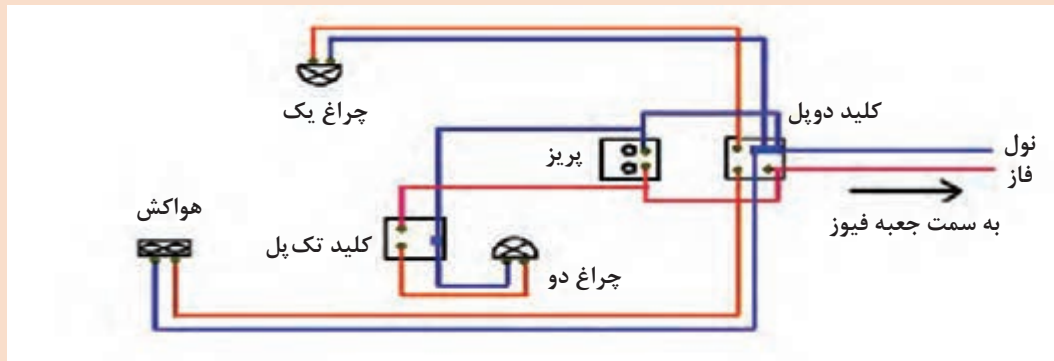 چراغ یک
کلید دوپل
نول
فاز
پریز
به سمت جعبه فیوز
هواکش
کلید تک‌پل
چراغ دو